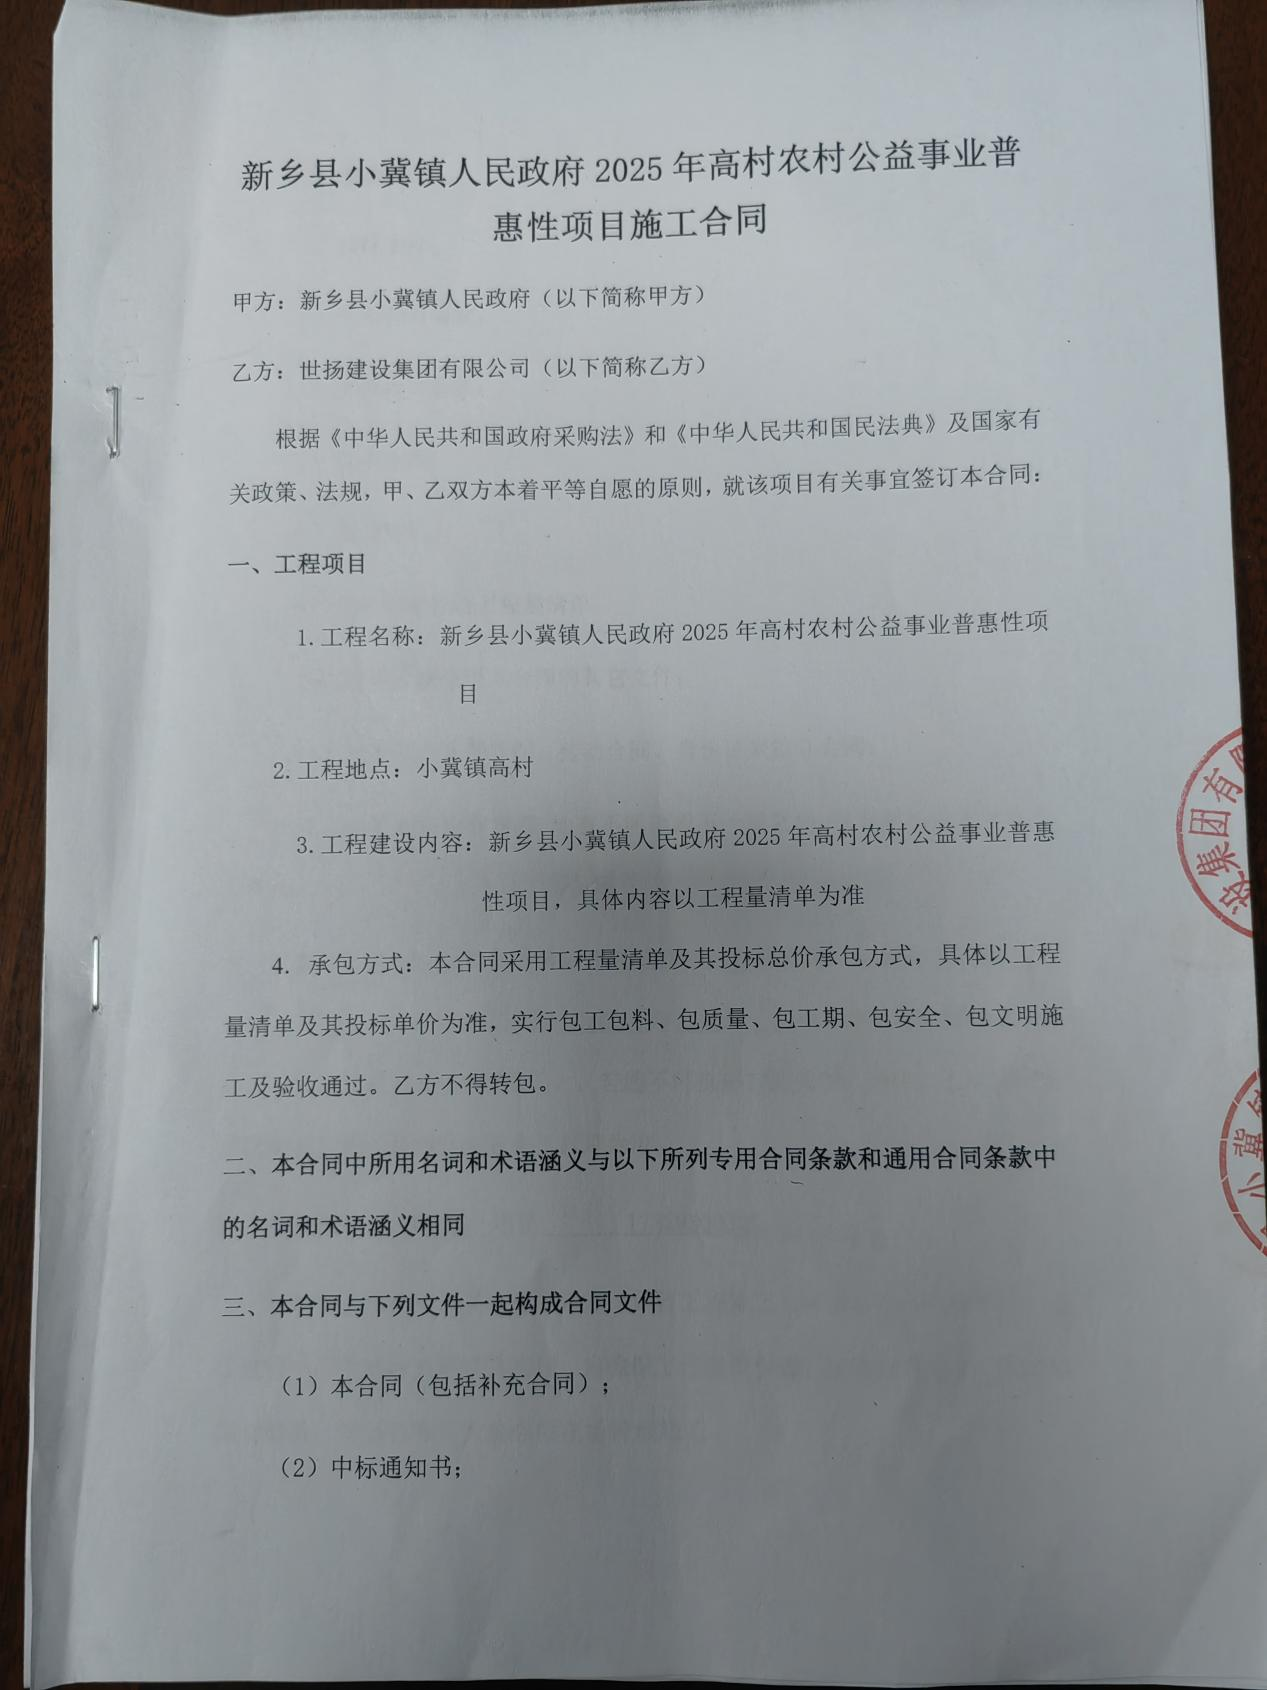 新乡县小冀镇人民政府 2025 年高村农村公益事业普
惠性项目施工合同
甲方：新乡县小冀镇人民政府（以下简称甲方）
乙方：世扬建设集团有限公司（以下简称乙方）
根据《中华人民共和国政府采购法》和《中华人民共和国民法典》及国家有
关政策、法规，甲、乙双方本着平等自愿的原则，就该项目有关事宜签订本合同：
一、工程项目
1.工程名称：新乡县小冀镇人民政府 2025 年高村农村公益事业普惠性项
目
2.工程地点：小冀镇高村
3.工程建设内容：新乡县小冀镇人民政府 2025 年高村农村公益事业普惠
性项目，具体内容以工程量清单为准
4. 承包方式：本合同采用工程量清单及其投标总价承包方式，具体以工程
量清单及其投标单价为准，实行包工包料、包质量、包工期、包安全、包文明施
工及验收通过。乙方不得转包。
二、本合同中所用名词和术语涵义与以下所列专用合同条款和通用合同条款中
的名词和术语涵义相同
三、本合同与下列文件一起构成合同文件
（1）本合同（包括补充合同）；
（2）中标通知书；
集团有
小冀